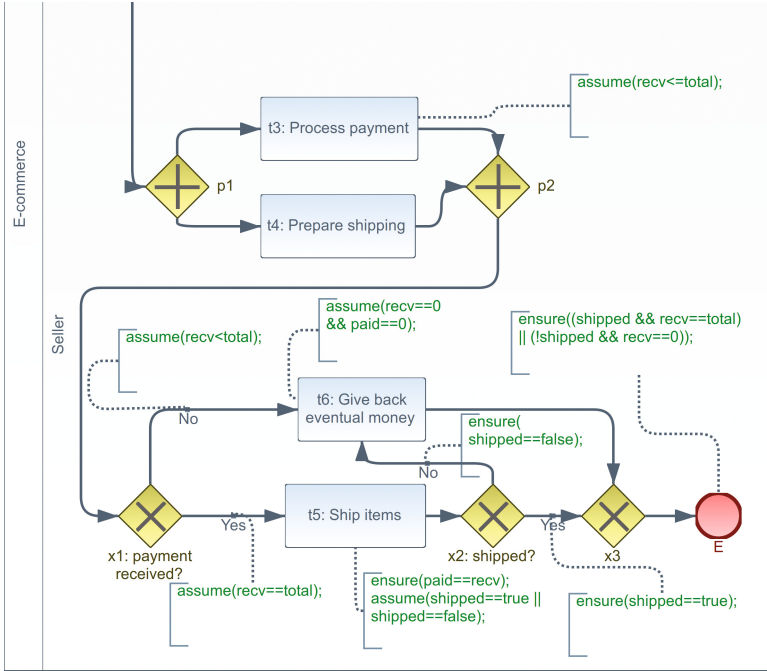 E-commerce
Seller
assume(recv<=total);
t3: Process payment
p1
p2
t4: Prepare shipping
assume(recv==0
&& paid==0);
ensure((shipped && recv==total)
|| (!shipped && recv==0));
assume(recv<total);
t6: Give back
eventual money
No
ensure(
shipped==false);
No
t5: Ship items
Yes
Yes
x1: payment
received?
x2: shipped?
x3
E
assume(recv==total);
ensure(paid==recv);
assume(shipped==true ||
shipped==false);
ensure(shipped==true);